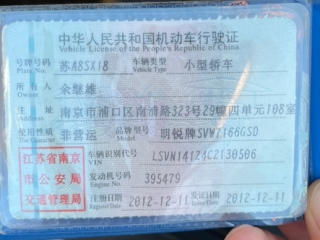 中华人民共和国机动车行驶证
Vehicle License of the People's Republic of China
号牌号码 苏A8SX18 车辆类型 小型轿车
Plate No. Vehicle Type
所有人 余继雄
Owner
住址 南京市浦口区南浦路323号29幢四单元108室
使用性质 非营运 品牌型号 明锐牌SVW7166GSD
江苏省南京市公安局交通管理局
车辆识别代号 LSVN14124C2130506
VIN
发动机号码 395479
Engine No.
注册日期 2012-12-11 发证日期 2012-12-11
Register Date Issue Date